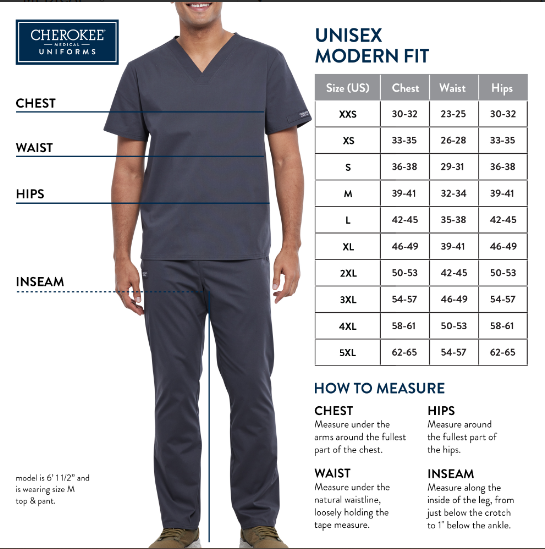 CHEROKEE®
— MEDICAL —
UNIFORMS
CHEST
WAIST
HIPS
INSEAM
model is 6' 1 1/2" and
is wearing size M
top & pant.
UNISEX
MODERN FIT
Size (US) Chest Waist Hips
XXS 30-32 23-25 30-32
XS 33-35 26-28 33-35
S 36-38 29-31 36-38
M 39-41 32-34 39-41
L 42-45 35-38 42-45
XL 46-49 39-41 46-49
2XL 50-53 42-45 50-53
3XL 54-57 46-49 54-57
4XL 58-61 50-53 58-61
5XL 62-65 54-57 62-65
HOW TO MEASURE
CHEST
Measure under the
arms around the fullest
part of the chest.
HIPS
Measure around
the fullest part of
the hips.
WAIST
Measure under the
natural waistline,
loosely holding the
tape measure.
INSEAM
Measure along the
inside of the leg, from
just below the crotch
to 1" below the ankle.